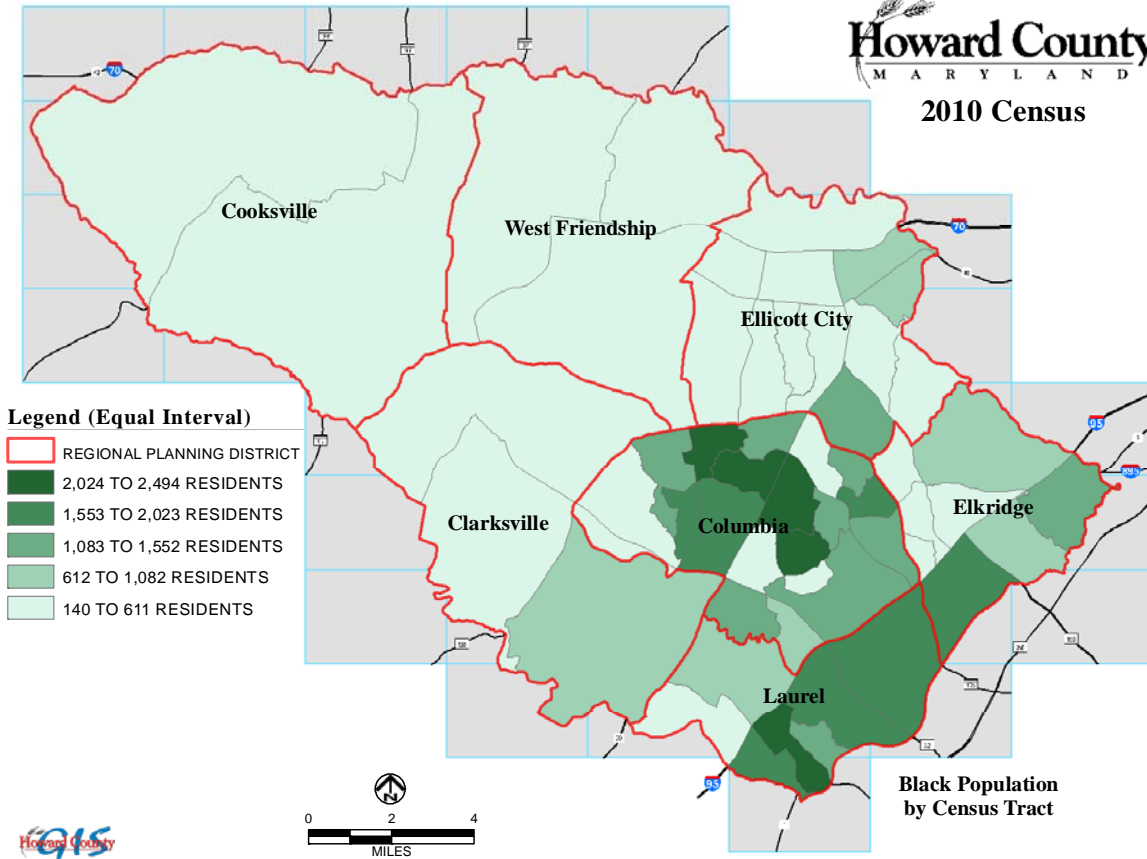 Howard County
MARYLAND
2010 Census
70
Cooksville
West Friendship
70
Ellicott City
Legend (Equal Interval)
REGIONAL PLANNING DISTRICT
2,024 TO 2,494 RESIDENTS
1,553 TO 2,023 RESIDENTS
1,083 TO 1,552 RESIDENTS
612 TO 1,082 RESIDENTS
140 TO 611 RESIDENTS
95
Clarksville
Columbia
Elkridge
Laurel
95
Black Population
by Census Tract
0 2 4
MILES
Howard County
GIS